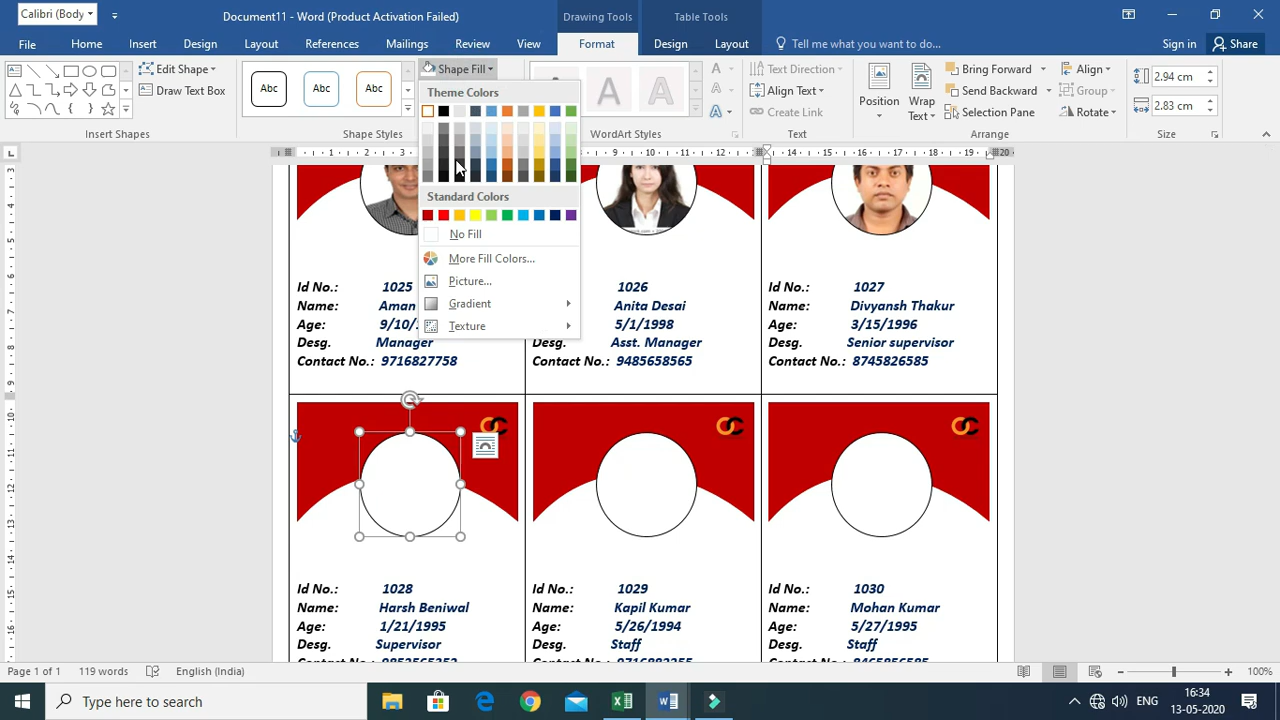 Calibri (Body)
Document11 - Word (Product Activation Failed)
Drawing Tools
Table Tools
File
Home
Insert
Design
Layout
References
Mailings
Review
View
Format
Design
Layout
Tell me what you want to do...
Sign in
Share
Edit Shape
Draw Text Box
Insert Shapes
Abc
Abc
Abc
Shape Styles
Shape Fill
A
A
A
WordArt Styles
Text Direction
Align Text
Create Link
Text
Position
Wrap
Text
Bring Forward
Send Backward
Selection Pane
Align
Group
Rotate
Arrange
2.94 cm
2.83 cm
Size
Theme Colors
Standard Colors
No Fill
More Fill Colors...
Picture...
Gradient
Texture
Id No.: 1025
Name: Aman
Age: 9/10/
Desg. Manager
Contact No.: 9716827758
1026
Anita Desai
5/1/1998
Desg. Asst. Manager
Contact No.: 9485658565
Id No.: 1027
Name: Divyansh Thakur
Age: 3/15/1996
Desg. Senior supervisor
Contact No.: 8745826585
Id No.: 1028
Name: Harsh Beniwal
Age: 1/21/1995
Desg. Supervisor
Id No.: 1029
Name: Kapil Kumar
Age: 5/26/1994
Desg. Staff
Id No.: 1030
Name: Mohan Kumar
Age: 5/27/1995
Desg. Staff
Page 1 of 1
119 words
English (India)
100%
Type here to search
ENG
16:34
13-05-2020